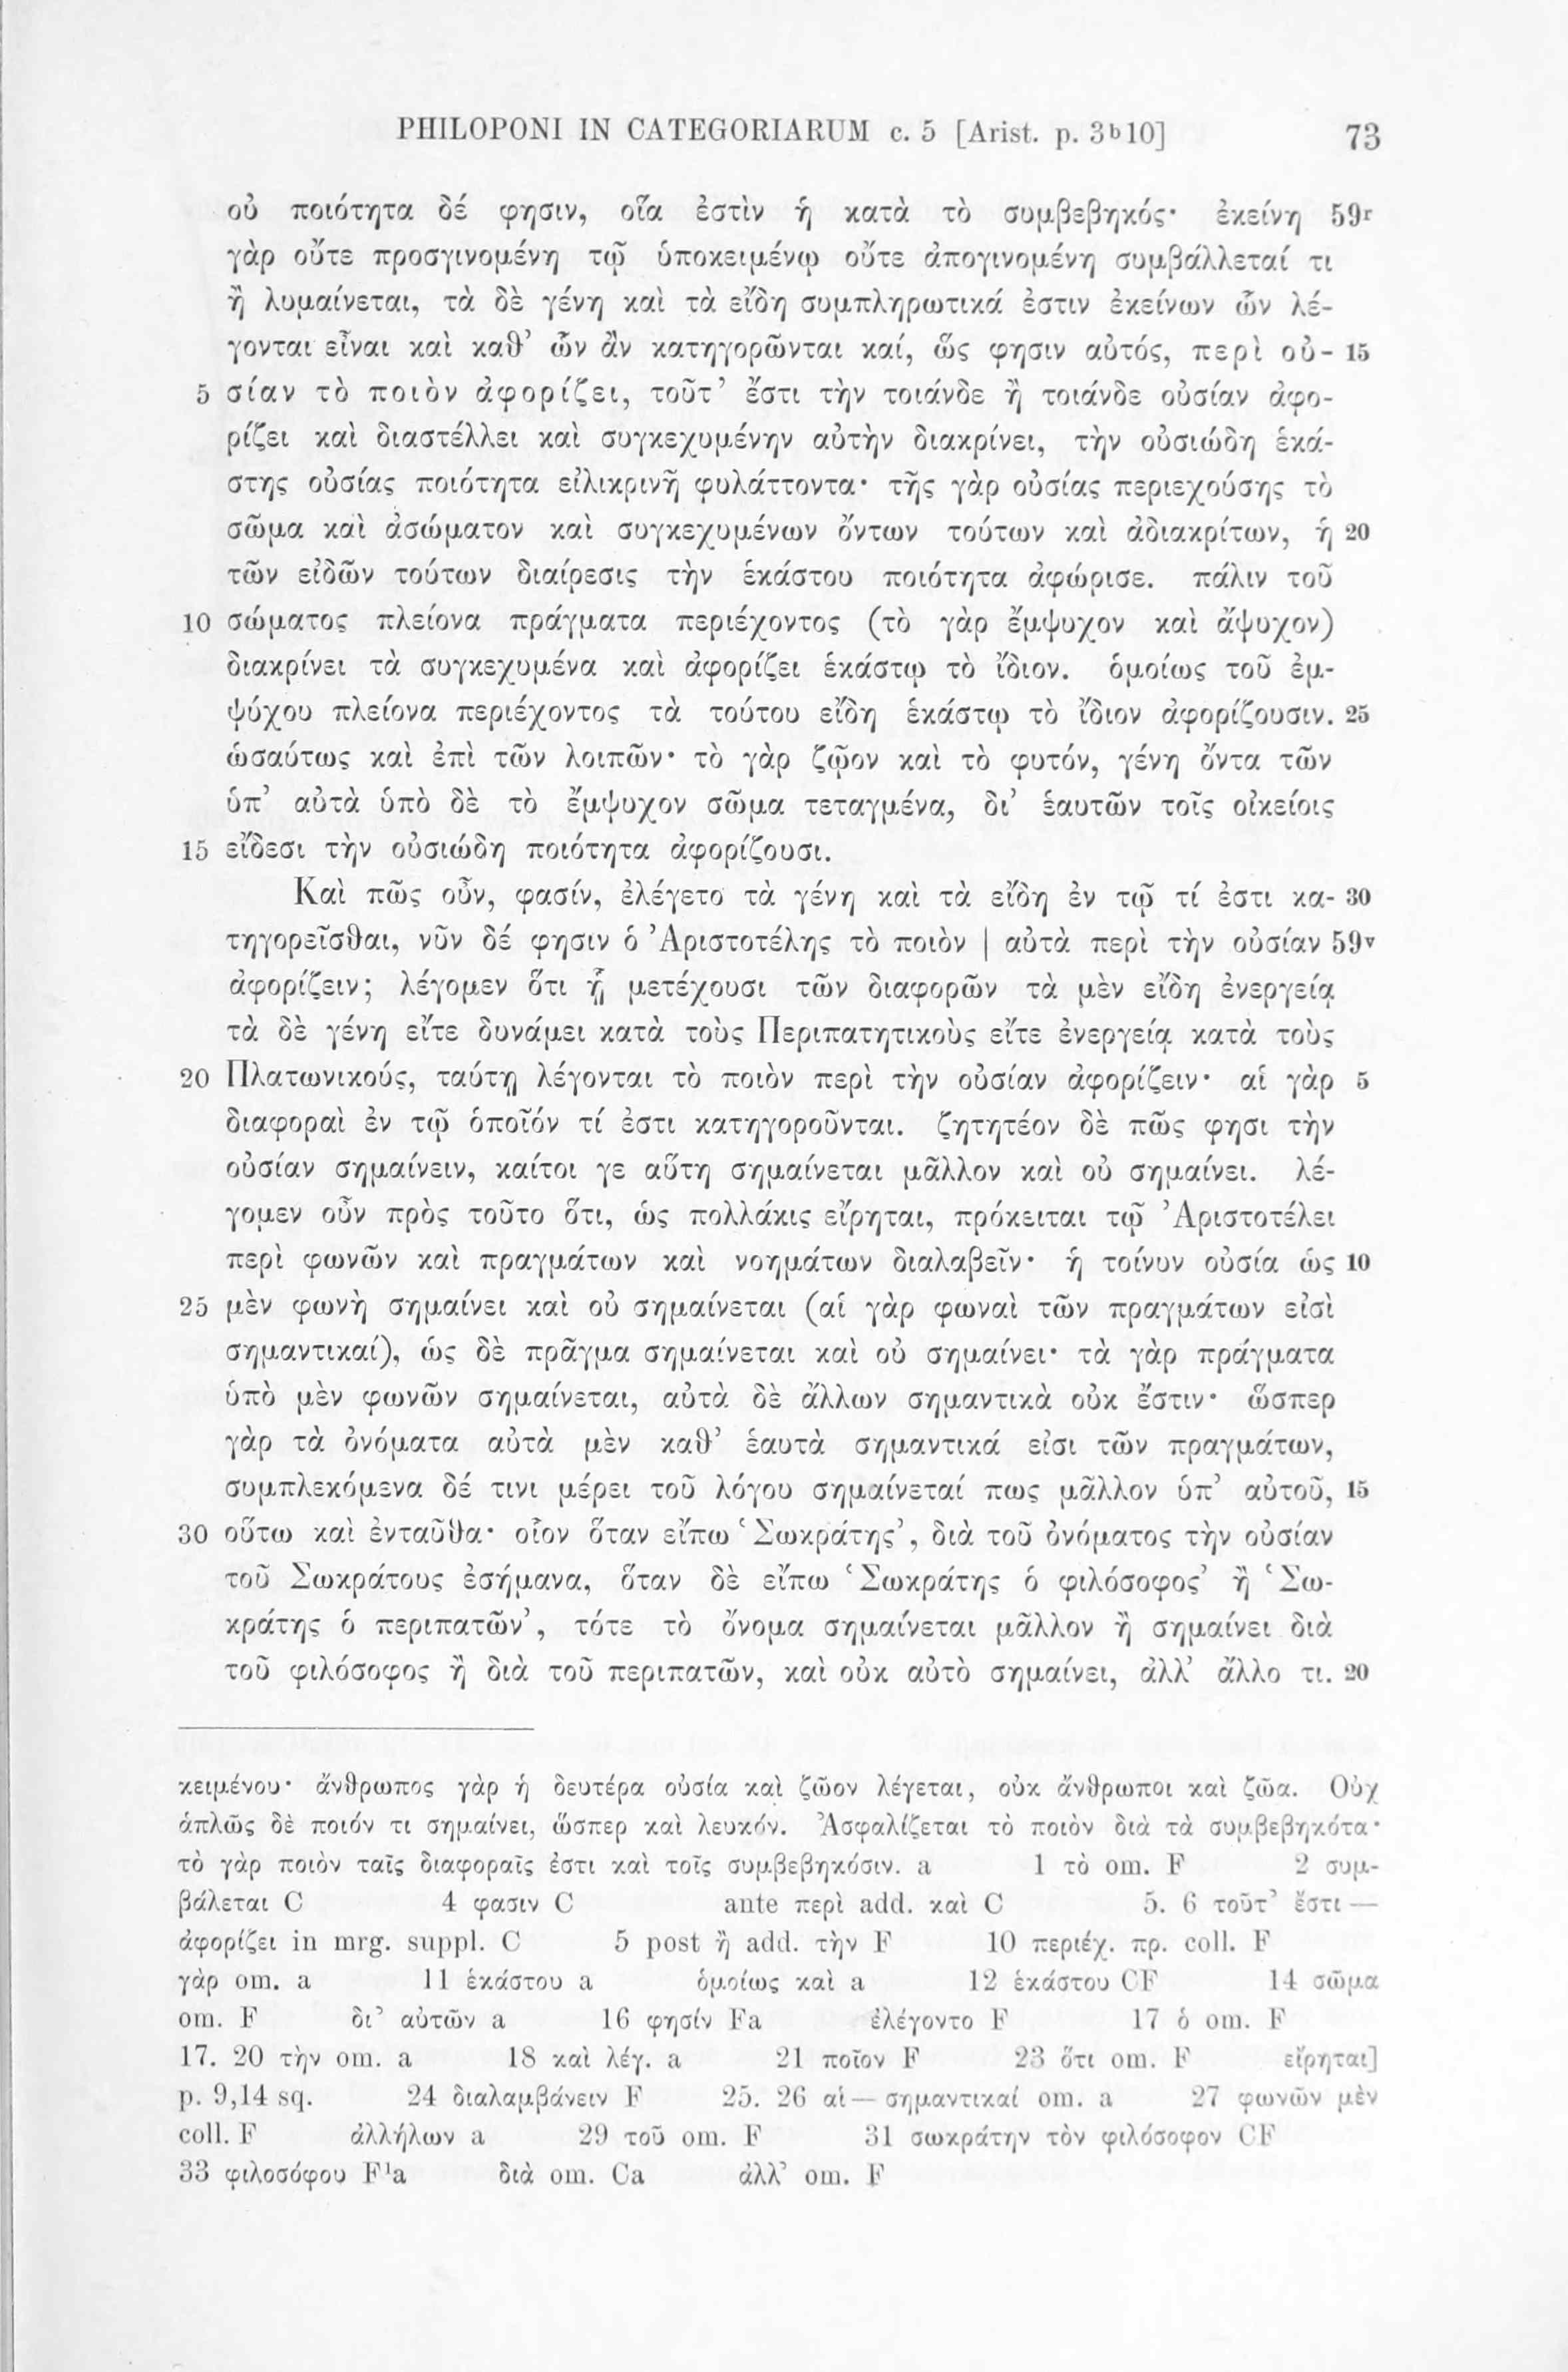 PHILOPONI IN CATEGORIARUM c. 5 [Arist. p. 3b10] 73
οὐ ποιότητα δέ φησιν, οἵα ἐστὶν ἡ κατὰ τὸ συμβεβηκός· ἐκείνη 59r
γὰρ οὔτε προσγινομένη τῷ ὑποκειμένῳ οὔτε ἀπογινομένη συμβάλλεταί τι
ἢ λυμαίνεται, τὰ δὲ γένη καὶ τὰ εἴδη συμπληρωτικά ἐστιν ἐκείνων ὧν λέ-
γονται εἶναι καὶ καθ’ ὧν ἂν κατηγορῶνται καί, ὥς φησιν αὐτός, περὶ οὐ- 15
5 σίαν τὸ ποιὸν ἀφορίζει, τοῦτ’ ἔστι τὴν τοιάνδε ἢ τοιάνδε οὐσίαν ἀφο-
ρίζει καὶ διαστέλλει καὶ συγκεχυμένην αὐτὴν διακρίνει, τὴν οὐσιώδη ἑκά-
στης οὐσίας ποιότητα εἰλικρινῆ φυλάττοντα· τῆς γὰρ οὐσίας περιεχούσης τὸ
σῶμα καὶ ἀσώματον καὶ συγκεχυμένων ὄντων τούτων καὶ ἀδιακρίτων, ἡ 20
τῶν εἰδῶν τούτων διαίρεσις τὴν ἑκάστου ποιότητα ἀφώρισε. πάλιν τοῦ
10 σώματος πλείονα πράγματα περιέχοντος (τὸ γὰρ ἔμψυχον καὶ ἄψυχον)
διακρίνει τὰ συγκεχυμένα καὶ ἀφορίζει ἑκάστῳ τὸ ἴδιον. ὁμοίως τοῦ ἐμ-
ψύχου πλείονα περιέχοντος τὰ τούτου εἴδη ἑκάστῳ τὸ ἴδιον ἀφορίζουσιν. 25
ὡσαύτως καὶ ἐπὶ τῶν λοιπῶν· τὸ γὰρ ζῷον καὶ τὸ φυτόν, γένη ὄντα τῶν
ὑπ’ αὐτὰ ὑπὸ δὲ τὸ ἔμψυχον σῶμα τεταγμένα, δι’ ἑαυτῶν τοῖς οἰκείοις
15 εἴδεσι τὴν οὐσιώδη ποιότητα ἀφορίζουσι.
Καὶ πῶς οὖν, φασίν, ἐλέγετο τὰ γένη καὶ τὰ εἴδη ἐν τῷ τί ἐστι κα- 30
τηγορεῖσθαι, νῦν δέ φησιν ὁ Ἀριστοτέλης τὸ ποιὸν | αὐτὰ περὶ τὴν οὐσίαν 59v
ἀφορίζειν; λέγομεν ὅτι ᾗ μετέχουσι τῶν διαφορῶν τὰ μὲν εἴδη ἐνεργείᾳ
τὰ δὲ γένη εἴτε δυνάμει κατὰ τοὺς Περιπατητικοὺς εἴτε ἐνεργείᾳ κατὰ τοὺς
20 Πλατωνικούς, ταύτῃ λέγονται τὸ ποιὸν περὶ τὴν οὐσίαν ἀφορίζειν· αἱ γὰρ 5
διαφοραὶ ἐν τῷ ὁποῖόν τί ἐστι κατηγοροῦνται. ζητητέον δὲ πῶς φησι τὴν
οὐσίαν σημαίνειν, καίτοι γε αὕτη σημαίνεται μᾶλλον καὶ οὐ σημαίνει. λέ-
γομεν οὖν πρὸς τοῦτο ὅτι, ὡς πολλάκις εἴρηται, πρόκειται τῷ Ἀριστοτέλει
περὶ φωνῶν καὶ πραγμάτων καὶ νοημάτων διαλαβεῖν· ἡ τοίνυν οὐσία ὡς 10
25 μὲν φωνὴ σημαίνει καὶ οὐ σημαίνεται (αἱ γὰρ φωναὶ τῶν πραγμάτων εἰσὶ
σημαντικαί), ὡς δὲ πρᾶγμα σημαίνεται καὶ οὐ σημαίνει· τὰ γὰρ πράγματα
ὑπὸ μὲν φωνῶν σημαίνεται, αὐτὰ δὲ ἄλλων σημαντικὰ οὐκ ἔστιν· ὥσπερ
γὰρ τὰ ὀνόματα αὐτὰ μὲν καθ’ ἑαυτὰ σημαντικά εἰσι τῶν πραγμάτων,
συμπλεκόμενα δέ τινι μέρει τοῦ λόγου σημαίνεταί πως μᾶλλον ὑπ’ αὐτοῦ, 15
30 οὕτω καὶ ἐνταῦθα· οἷον ὅταν εἴπω ‘Σωκράτης’, διὰ τοῦ ὀνόματος τὴν οὐσίαν
τοῦ Σωκράτους ἐσήμανα, ὅταν δὲ εἴπω ‘Σωκράτης ὁ φιλόσοφος’ ἢ ‘Σω-
κράτης ὁ περιπατῶν’, τότε τὸ ὄνομα σημαίνεται μᾶλλον ἢ σημαίνει διὰ
τοῦ φιλόσοφος ἢ διὰ τοῦ περιπατῶν, καὶ οὐκ αὐτὸ σημαίνει, ἀλλ’ ἄλλο τι. 20
κειμένου· ἄνθρωπος γὰρ ἡ δευτέρα οὐσία καὶ ζῶον λέγεται, οὐκ ἄνθρωποι καὶ ζῶα. Οὐχ
ἁπλῶς δὲ ποιόν τι σημαίνει, ὥσπερ καὶ λευκόν. Ἀσφαλίζεται τὸ ποιὸν διὰ τὰ συμβεβηκότα·
τὸ γὰρ ποιὸν ταῖς διαφοραῖς ἐστι καὶ τοῖς συμβεβηκόσιν. a 1 τὸ om. F 2 συμ-
βάλεται C 4 φασιν C ante περὶ add. καὶ C 5. 6 τοῦτ’ ἔστι —
ἀφορίζει in mrg. suppl. C 5 post ἢ add. τὴν F 10 περιέχ. πρ. coll. F
γὰρ om. a 11 ἑκάστου a ὁμοίως καὶ a 12 ἑκάστου CF 14 σῶμα
om. F δι’ αὐτῶν a 16 φησίν Fa ἐλέγοντο F 17 ὁ om. F
17. 20 τὴν om. a 18 καὶ λέγ. a 21 ποῖον F 23 ὅτι om. F εἴρηται]
p. 9,14 sq. 24 διαλαμβάνειν F 25. 26 αἱ — σημαντικαί om. a 27 φωνῶν μὲν
coll. F ἀλλήλων a 29 τοῦ om. F 31 σωκράτην τὸν φιλόσοφον CF
33 φιλοσόφου F¹a διὰ om. Ca ἀλλ’ om. F